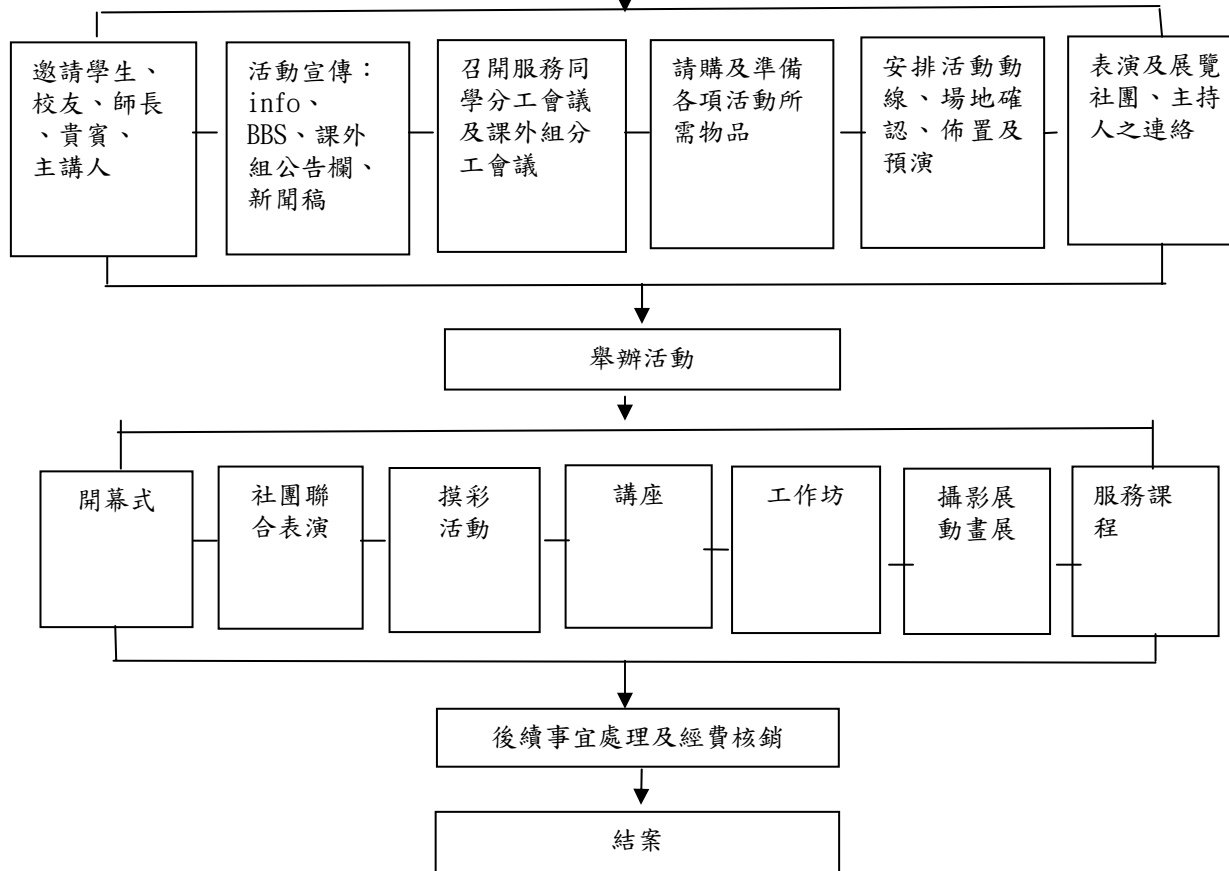 邀請學生、
校友、師長
、貴賓、
主講人
活動宣傳：
info、
BBS、課外
組公告欄、
新聞稿
召開服務同
學分工會議
及課外組分
工會議
請購及準備
各項活動所
需物品
安排活動動
線、場地確
認、佈置及
預演
表演及展覽
社團、主持
人之連絡
舉辦活動
開幕式
社團聯
合表演
摸彩
活動
講座
工作坊
攝影展
動畫展
服務課
程
後續事宜處理及經費核銷
結案